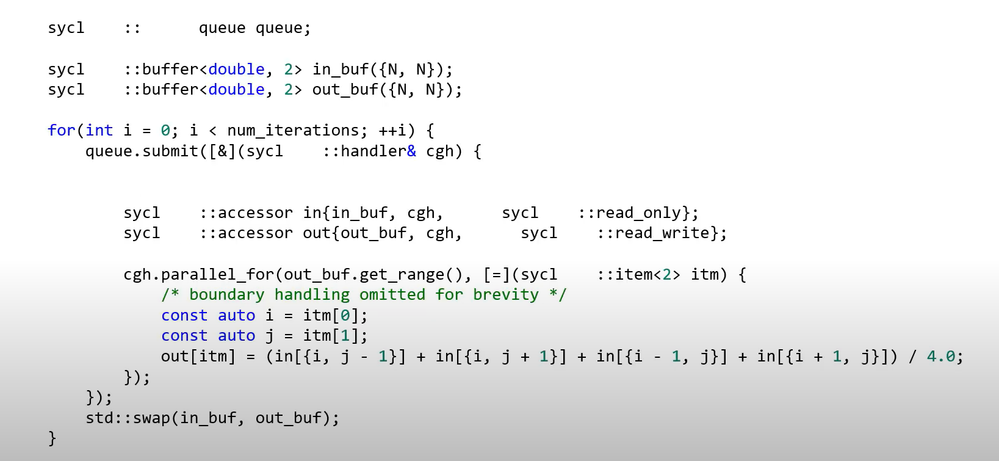 sycl    ::      queue queue;

sycl    ::buffer<double, 2> in_buf({N, N});
sycl    ::buffer<double, 2> out_buf({N, N});

for(int i = 0; i < num_iterations; ++i) {
    queue.submit([&](sycl    ::handler& cgh) {


        sycl    ::accessor in{in_buf, cgh,      sycl    ::read_only};
        sycl    ::accessor out{out_buf, cgh,      sycl    ::read_write};

        cgh.parallel_for(out_buf.get_range(), [=](sycl    ::item<2> itm) {
            /* boundary handling omitted for brevity */
            const auto i = itm[0];
            const auto j = itm[1];
            out[itm] = (in[{i, j - 1}] + in[{i, j + 1}] + in[{i - 1, j}] + in[{i + 1, j}]) / 4.0;
        });
    });
    std::swap(in_buf, out_buf);
}